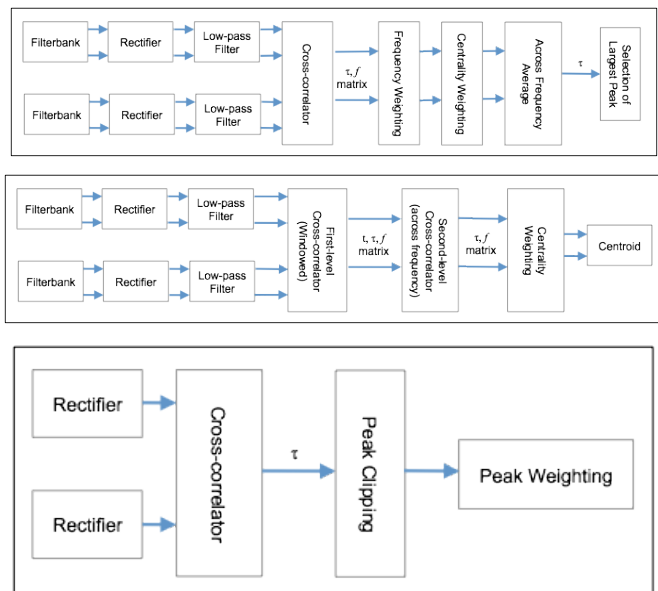 Filterbank
Rectifier
Low-pass
Filter
Filterbank
Rectifier
Low-pass
Filter
Cross-correlator
τ, f
matrix
Frequency Weighting
Centrality Weighting
Across Frequency
Average
τ
Selection of
Largest Peak
Filterbank
Rectifier
Low-pass
Filter
Filterbank
Rectifier
Low-pass
Filter
First-level
Cross-correlator
(Windowed)
t, τ, f
matrix
Second-level
Cross-correlator
(across frequency)
τ, f
matrix
Centrality
Weighting
Centroid
Rectifier
Rectifier
Cross-correlator
τ
Peak Clipping
Peak Weighting